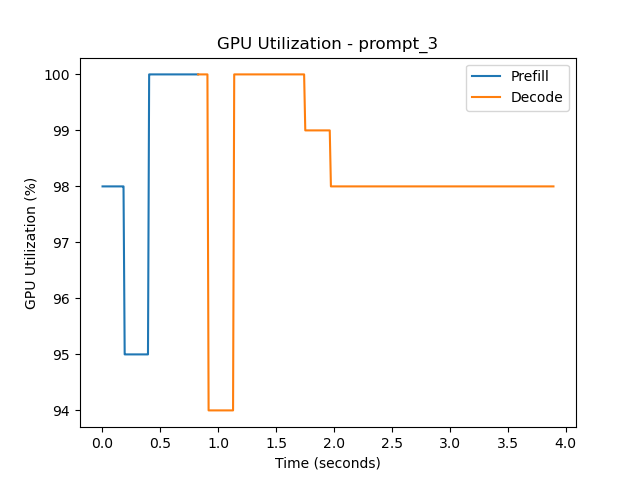 GPU Utilization - prompt_3
Prefill
Decode
GPU Utilization (%)
100
99
98
97
96
95
94
0.0 0.5 1.0 1.5 2.0 2.5 3.0 3.5 4.0
Time (seconds)